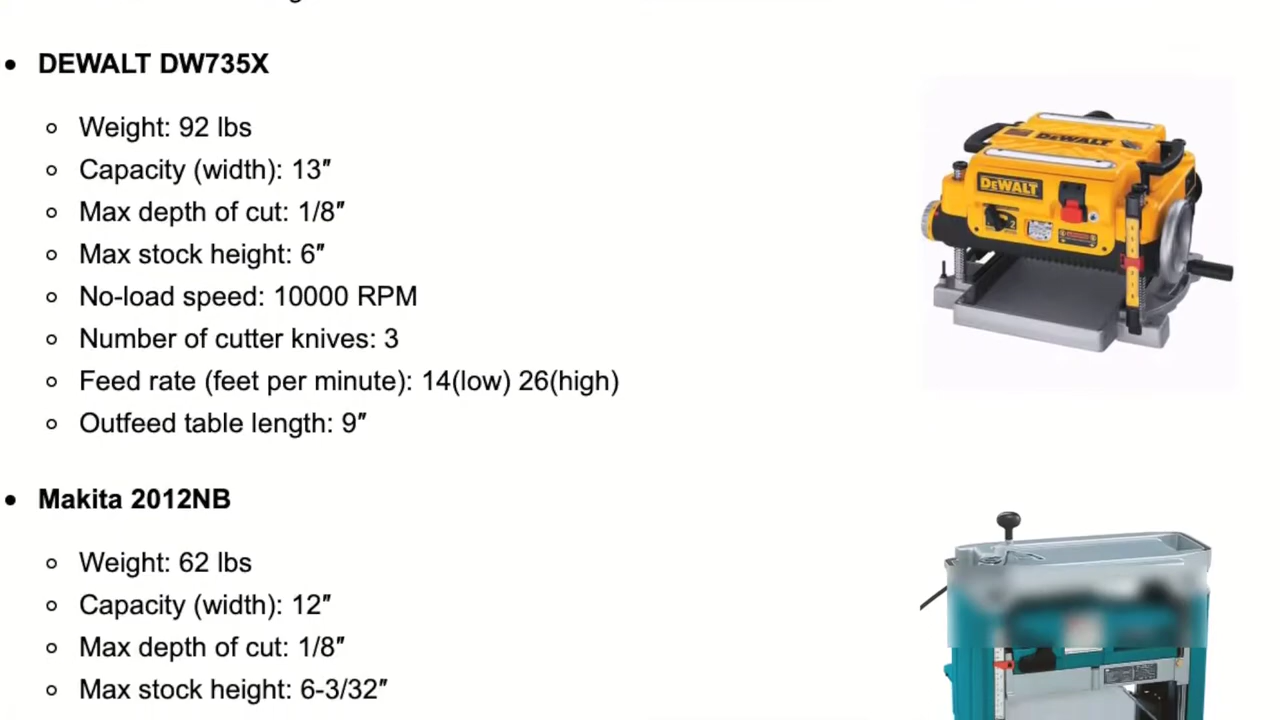 • DEWALT DW735X
○ Weight: 92 lbs
○ Capacity (width): 13″
○ Max depth of cut: 1/8″
○ Max stock height: 6″
○ No-load speed: 10000 RPM
○ Number of cutter knives: 3
○ Feed rate (feet per minute): 14(low) 26(high)
○ Outfeed table length: 9″
DEWALT
DEWALT
2
• Makita 2012NB
○ Weight: 62 lbs
○ Capacity (width): 12″
○ Max depth of cut: 1/8″
○ Max stock height: 6-3/32″